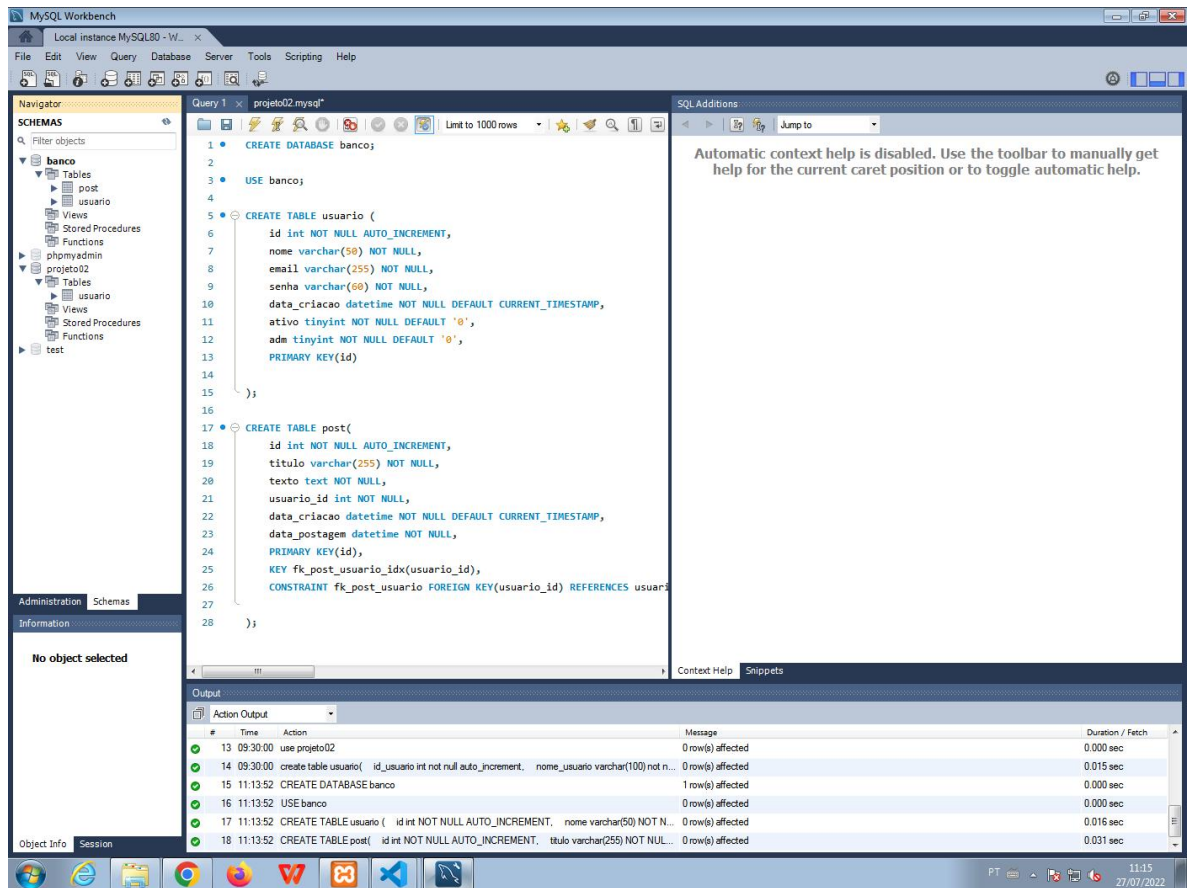 MySQL Workbench
Local instance MySQL80 - W...
File Edit View Query Database Server Tools Scripting Help
Navigator
SCHEMAS
Filter objects
banco
Tables
post
usuario
Views
Stored Procedures
Functions
phpmyadmin
projeto02
Tables
usuario
Views
Stored Procedures
Functions
test
Administration Schemas
Information
No object selected
Object Info Session
Query 1 projeto02.mysql*
Limit to 1000 rows
1 CREATE DATABASE banco;
2
3 USE banco;
4
5 CREATE TABLE usuario (
6 id int NOT NULL AUTO_INCREMENT,
7 nome varchar(50) NOT NULL,
8 email varchar(255) NOT NULL,
9 senha varchar(60) NOT NULL,
10 data_criacao datetime NOT NULL DEFAULT CURRENT_TIMESTAMP,
11 ativo tinyint NOT NULL DEFAULT '0',
12 adm tinyint NOT NULL DEFAULT '0',
13 PRIMARY KEY(id)
14
15 );
16
17 CREATE TABLE post(
18 id int NOT NULL AUTO_INCREMENT,
19 titulo varchar(255) NOT NULL,
20 texto text NOT NULL,
21 usuario_id int NOT NULL,
22 data_criacao datetime NOT NULL DEFAULT CURRENT_TIMESTAMP,
23 data_postagem datetime NOT NULL,
24 PRIMARY KEY(id),
25 KEY fk_post_usuario_idx(usuario_id),
26 CONSTRAINT fk_post_usuario FOREIGN KEY(usuario_id) REFERENCES usuari
27
28 );
SQL Additions
Jump to
Automatic context help is disabled. Use the toolbar to manually get
help for the current caret position or to toggle automatic help.
Context Help Snippets
Output
Action Output
# Time Action Message Duration / Fetch
13 09:30:00 use projeto02 0 row(s) affected 0.000 sec
14 09:30:00 create table usuario( id_usuario int not null auto_increment, nome_usuario varchar(100) not n... 0 row(s) affected 0.015 sec
15 11:13:52 CREATE DATABASE banco 1 row(s) affected 0.000 sec
16 11:13:52 USE banco 0 row(s) affected 0.000 sec
17 11:13:52 CREATE TABLE usuario ( id int NOT NULL AUTO_INCREMENT, nome varchar(50) NOT N... 0 row(s) affected 0.016 sec
18 11:13:52 CREATE TABLE post( id int NOT NULL AUTO_INCREMENT, titulo varchar(255) NOT NUL... 0 row(s) affected 0.031 sec
PT
11:15
27/07/2022